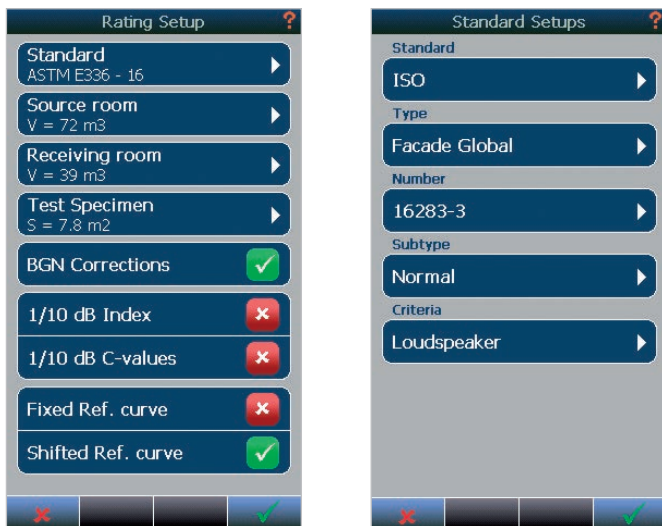 Rating Setup
?
Standard
ASTM E336 - 16
Source room
V = 72 m3
Receiving room
V = 39 m3
Test Specimen
S = 7.8 m2
BGN Corrections
1/10 dB Index
1/10 dB C-values
Fixed Ref. curve
Shifted Ref. curve
Standard Setups
?
Standard
ISO
Type
Facade Global
Number
16283-3
Subtype
Normal
Criteria
Loudspeaker